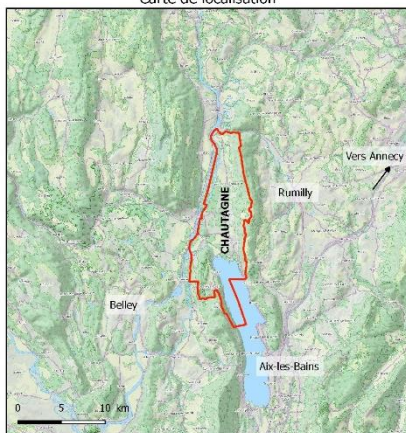 Carte de localisation
Vers Annecy
Rumilly
CHAUTAGNE
Belley
Aix-les-Bains
0 5 10 km